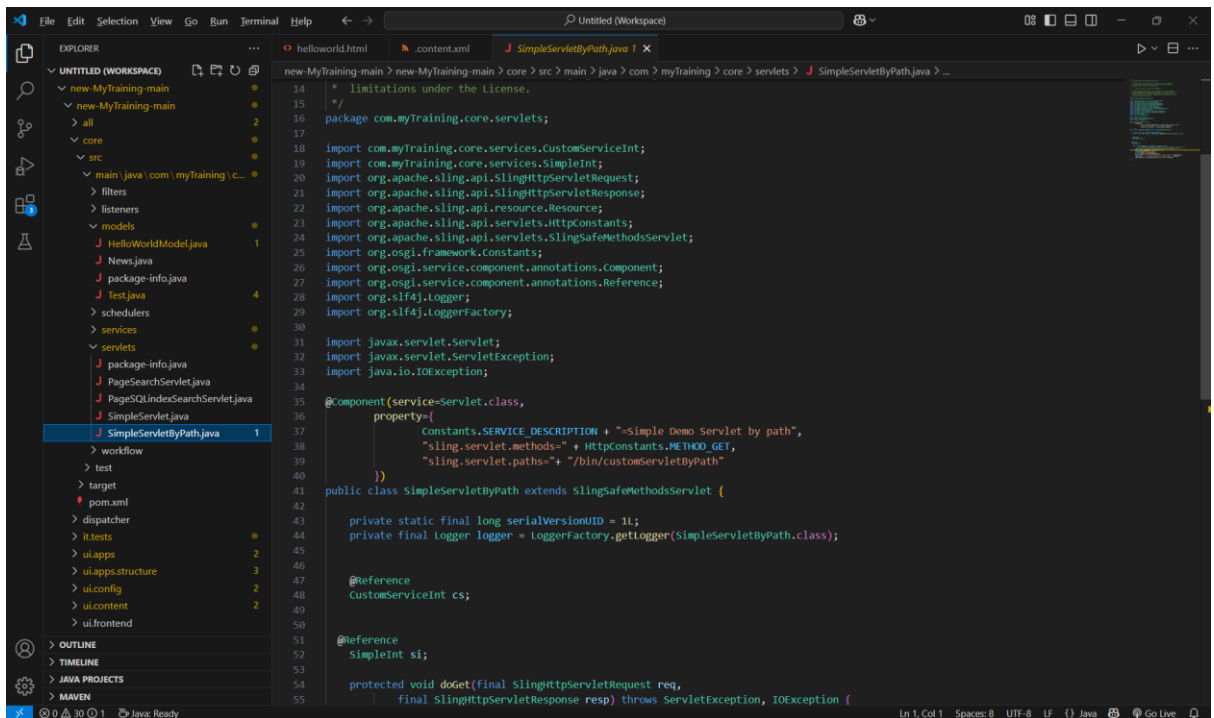 File Edit Selection View Go Run Terminal Help
Untitled (Workspace)
EXPLORER
UNTITLED (WORKSPACE)
new-MyTraining-main
new-MyTraining-main
all 2
core
src
main\java\com\myTraining\c...
filters
listeners
models
J HelloWorldModel.java 1
J News.java
J package-info.java
J Test.java 4
schedulers
services
servlets
J package-info.java
J PageSearchServlet.java
J PageSQLindexSearchServlet.java
J SimpleServlet.java
J SimpleServletByPath.java 1
workflow
test
target
pom.xml
dispatcher
it.tests
ui.apps 2
ui.apps.structure 3
ui.config 2
ui.content 2
ui.frontend
OUTLINE
TIMELINE
JAVA PROJECTS
MAVEN
3
helloworld.html .content.xml J SimpleServletByPath.java 1
new-MyTraining-main > new-MyTraining-main > core > src > main > java > com > myTraining > core > servlets > J SimpleServletByPath.java > ...
14 * limitations under the License.
15 */
16 package com.myTraining.core.servlets;
17
18 import com.myTraining.core.services.CustomServiceInt;
19 import com.myTraining.core.services.SimpleInt;
20 import org.apache.sling.api.SlingHttpServletRequest;
21 import org.apache.sling.api.SlingHttpServletResponse;
22 import org.apache.sling.api.resource.Resource;
23 import org.apache.sling.api.servlets.HttpConstants;
24 import org.apache.sling.api.servlets.SlingSafeMethodsServlet;
25 import org.osgi.framework.Constants;
26 import org.osgi.service.component.annotations.Component;
27 import org.osgi.service.component.annotations.Reference;
28 import org.slf4j.Logger;
29 import org.slf4j.LoggerFactory;
30
31 import javax.servlet.Servlet;
32 import javax.servlet.ServletException;
33 import java.io.IOException;
34
35 @Component(service=Servlet.class,
36 property={
37 Constants.SERVICE_DESCRIPTION + "=Simple Demo Servlet by path",
38 "sling.servlet.methods=" + HttpConstants.METHOD_GET,
39 "sling.servlet.paths="+ "/bin/customServletByPath"
40 })
41 public class SimpleServletByPath extends SlingSafeMethodsServlet {
42
43 private static final long serialVersionUID = 1L;
44 private final Logger logger = LoggerFactory.getLogger(SimpleServletByPath.class);
45
46
47 @Reference
48 CustomServiceInt cs;
49
50
51 @Reference
52 SimpleInt si;
53
54 protected void doGet(final SlingHttpServletRequest req,
55 final SlingHttpServletResponse resp) throws ServletException, IOException {
0 30 1 Java: Ready Ln 1, Col 1 Spaces: 8 UTF-8 LF {} Java Go Live